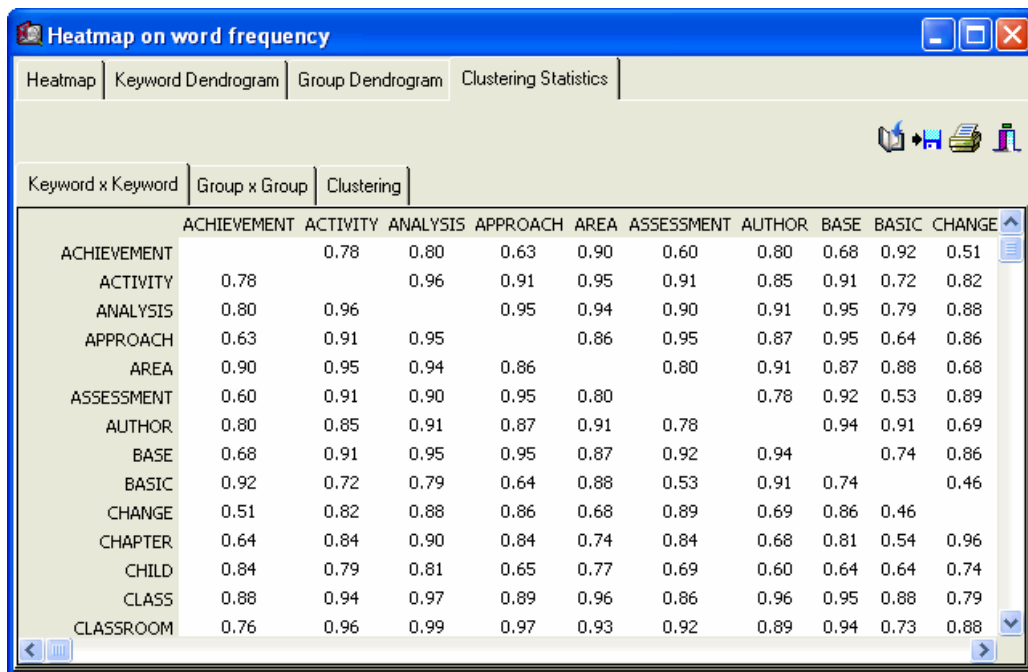 Heatmap on word frequency
Heatmap Keyword Dendrogram Group Dendrogram Clustering Statistics
Keyword x Keyword Group x Group Clustering
ACHIEVEMENT ACTIVITY ANALYSIS APPROACH AREA ASSESSMENT AUTHOR BASE BASIC CHANGE
ACHIEVEMENT 0.78 0.80 0.63 0.90 0.60 0.80 0.68 0.92 0.51
ACTIVITY 0.78 0.96 0.91 0.95 0.91 0.85 0.91 0.72 0.82
ANALYSIS 0.80 0.96 0.95 0.94 0.90 0.91 0.95 0.79 0.88
APPROACH 0.63 0.91 0.95 0.86 0.95 0.87 0.95 0.64 0.86
AREA 0.90 0.95 0.94 0.86 0.80 0.91 0.87 0.88 0.68
ASSESSMENT 0.60 0.91 0.90 0.95 0.80 0.78 0.92 0.53 0.89
AUTHOR 0.80 0.85 0.91 0.87 0.91 0.78 0.94 0.91 0.69
BASE 0.68 0.91 0.95 0.95 0.87 0.92 0.94 0.74 0.86
BASIC 0.92 0.72 0.79 0.64 0.88 0.53 0.91 0.74 0.46
CHANGE 0.51 0.82 0.88 0.86 0.68 0.89 0.69 0.86 0.46
CHAPTER 0.64 0.84 0.90 0.84 0.74 0.84 0.68 0.81 0.54 0.96
CHILD 0.84 0.79 0.81 0.65 0.77 0.69 0.60 0.64 0.64 0.74
CLASS 0.88 0.94 0.97 0.89 0.96 0.86 0.96 0.95 0.88 0.79
CLASSROOM 0.76 0.96 0.99 0.97 0.93 0.92 0.89 0.94 0.73 0.88